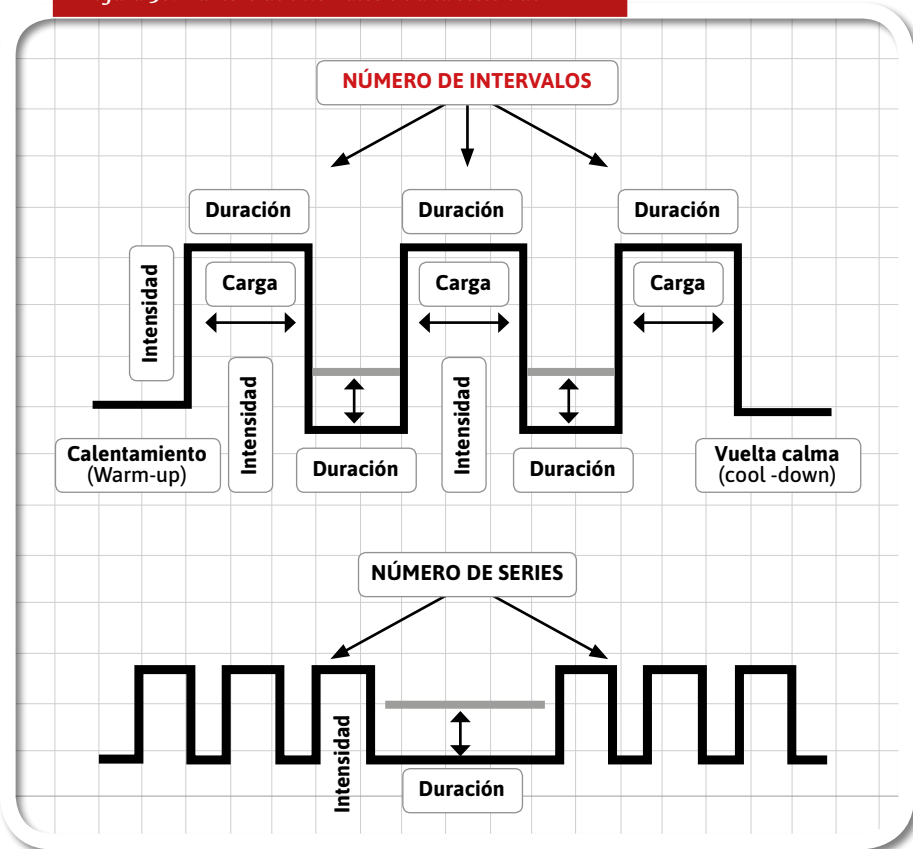 NÚMERO DE INTERVALOS
Duración
Duración
Duración
Intensidad
Carga
Carga
Carga
Intensidad
Intensidad
Calentamiento
(Warm-up)
Duración
Duración
Vuelta calma
(cool -down)
NÚMERO DE SERIES
Intensidad
Duración